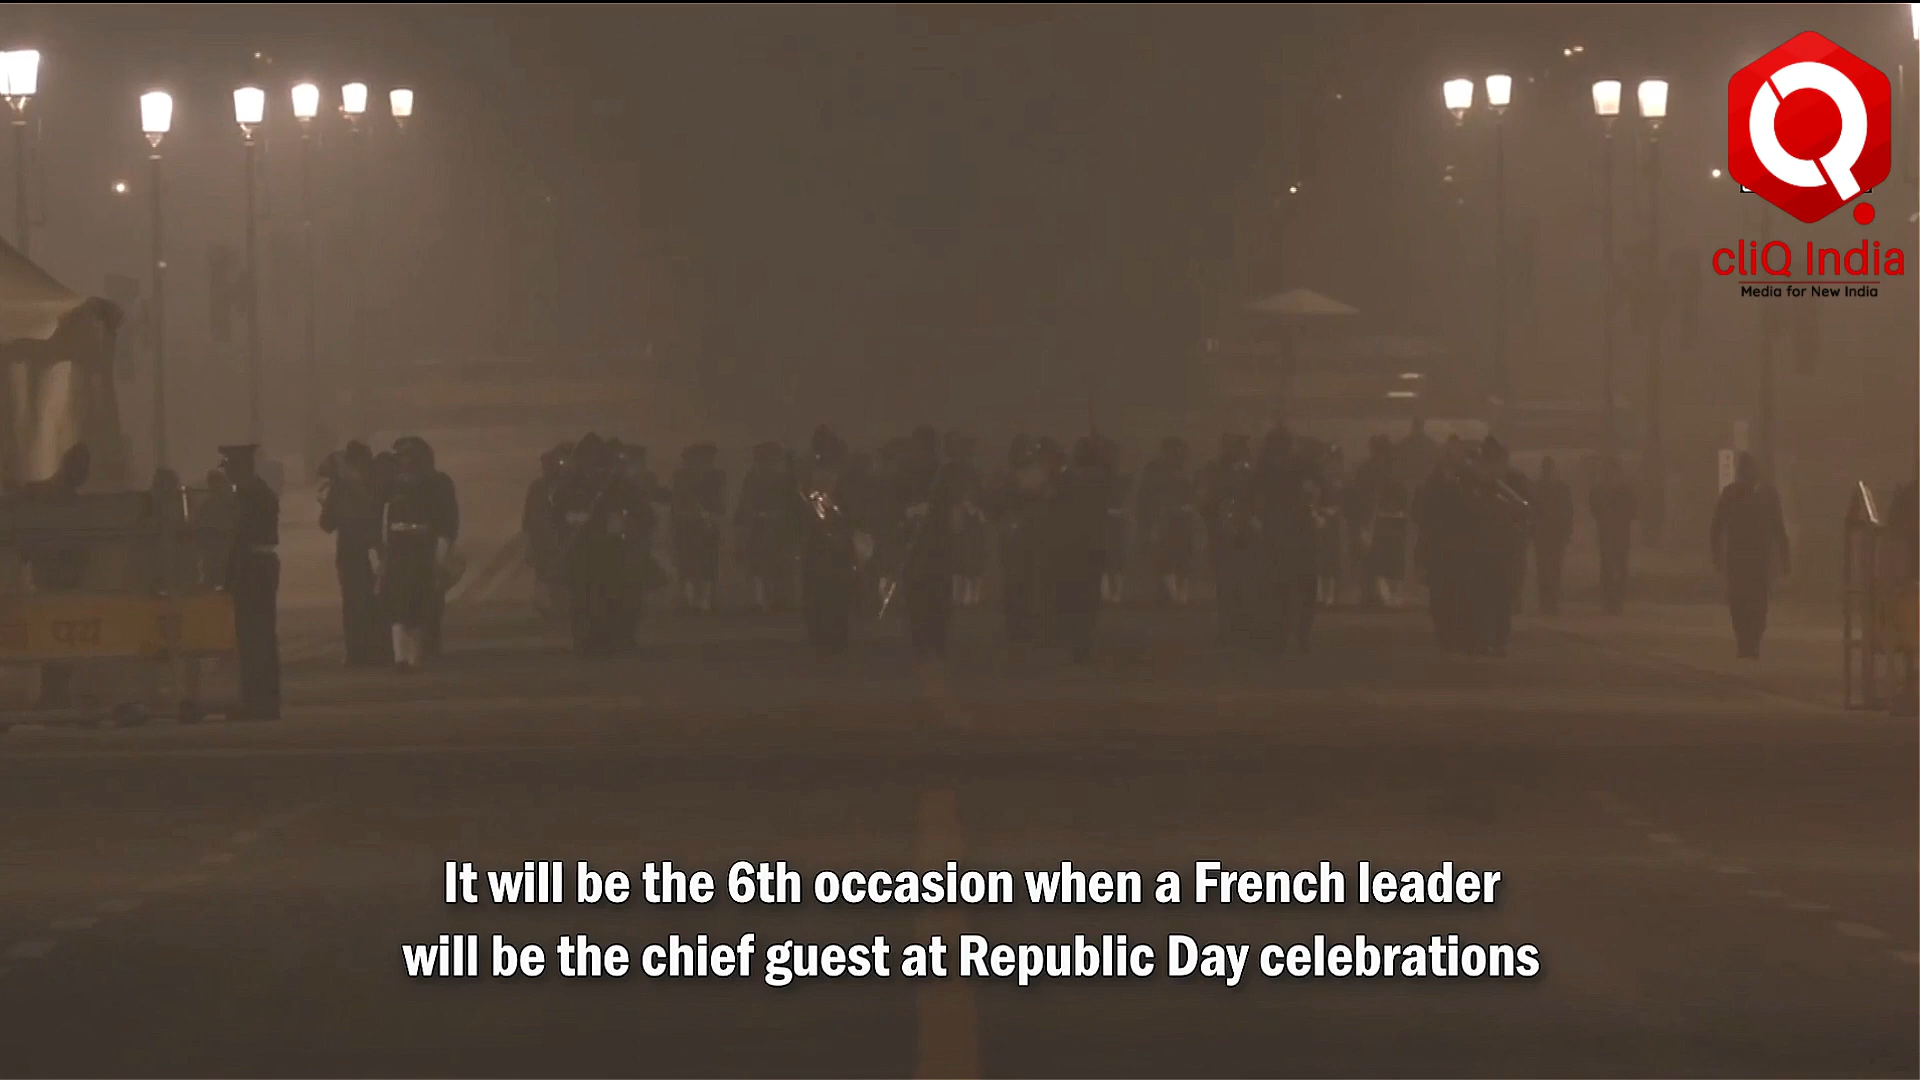 cliQ India
Media for New India
पथ
It will be the 6th occasion when a French leader
will be the chief guest at Republic Day celebrations